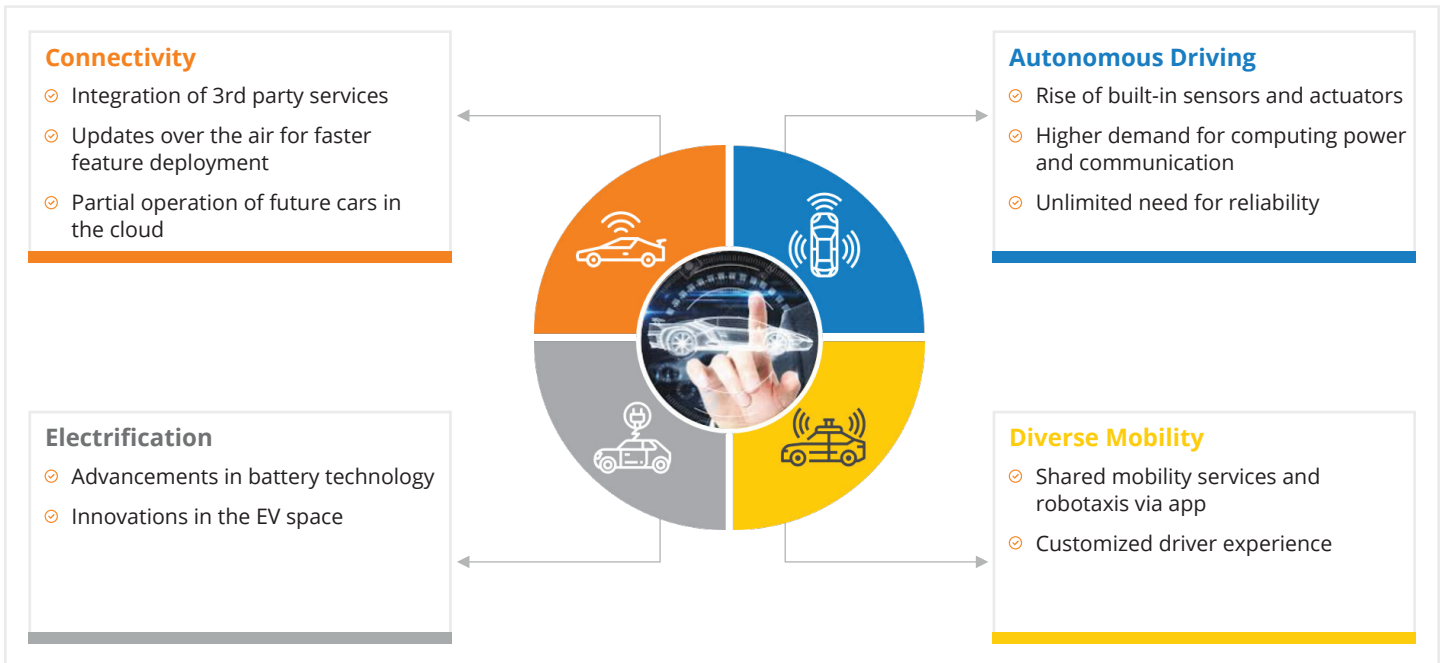 Connectivity
Integration of 3rd party services
Updates over the air for faster
feature deployment
Partial operation of future cars in
the cloud
Autonomous Driving
Rise of built-in sensors and actuators
Higher demand for computing power
and communication
Unlimited need for reliability
Electrification
Advancements in battery technology
Innovations in the EV space
Diverse Mobility
Shared mobility services and
robotaxis via app
Customized driver experience